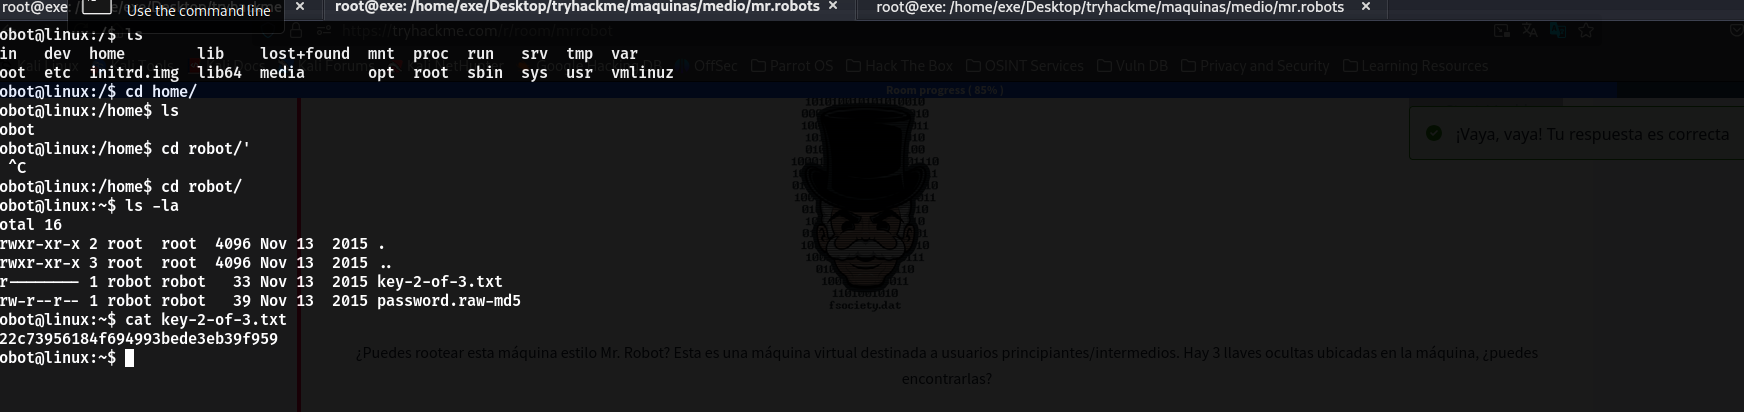 root@exe:
Use the command line
root@exe: /home/exe/Desktop/tryhackme/maquinas/medio/mr.robots
root@exe: /home/exe/Desktop/tryhackme/maquinas/medio/mr.robots
https://tryhackme.com/r/room/mrrobot
OffSec Parrot OS Hack The Box OSINT Services Vuln DB Privacy and Security Learning Resources
Room progress ( 85% )
obot@linux:/$ ls
in dev home lib lost+found mnt proc run srv tmp var
oot etc initrd.img lib64 media opt root sbin sys usr vmlinuz
obot@linux:/$ cd home/
obot@linux:/home$ ls
obot
obot@linux:/home$ cd robot/'
^C
obot@linux:/home$ cd robot/
obot@linux:~$ ls -la
otal 16
rwxr-xr-x 2 root root 4096 Nov 13 2015 .
rwxr-xr-x 3 root root 4096 Nov 13 2015 ..
r-------- 1 robot robot 33 Nov 13 2015 key-2-of-3.txt
rw-r--r-- 1 robot robot 39 Nov 13 2015 password.raw-md5
obot@linux:~$ cat key-2-of-3.txt
22c73956184f694993bede3eb39f959
obot@linux:~$
¡Vaya, vaya! Tu respuesta es correcta
fsociety.dat
¿Puedes rootear esta máquina estilo Mr. Robot? Esta es una máquina virtual destinada a usuarios principiantes/intermedios. Hay 3 llaves ocultas ubicadas en la máquina, ¿puedes
encontrarlas?